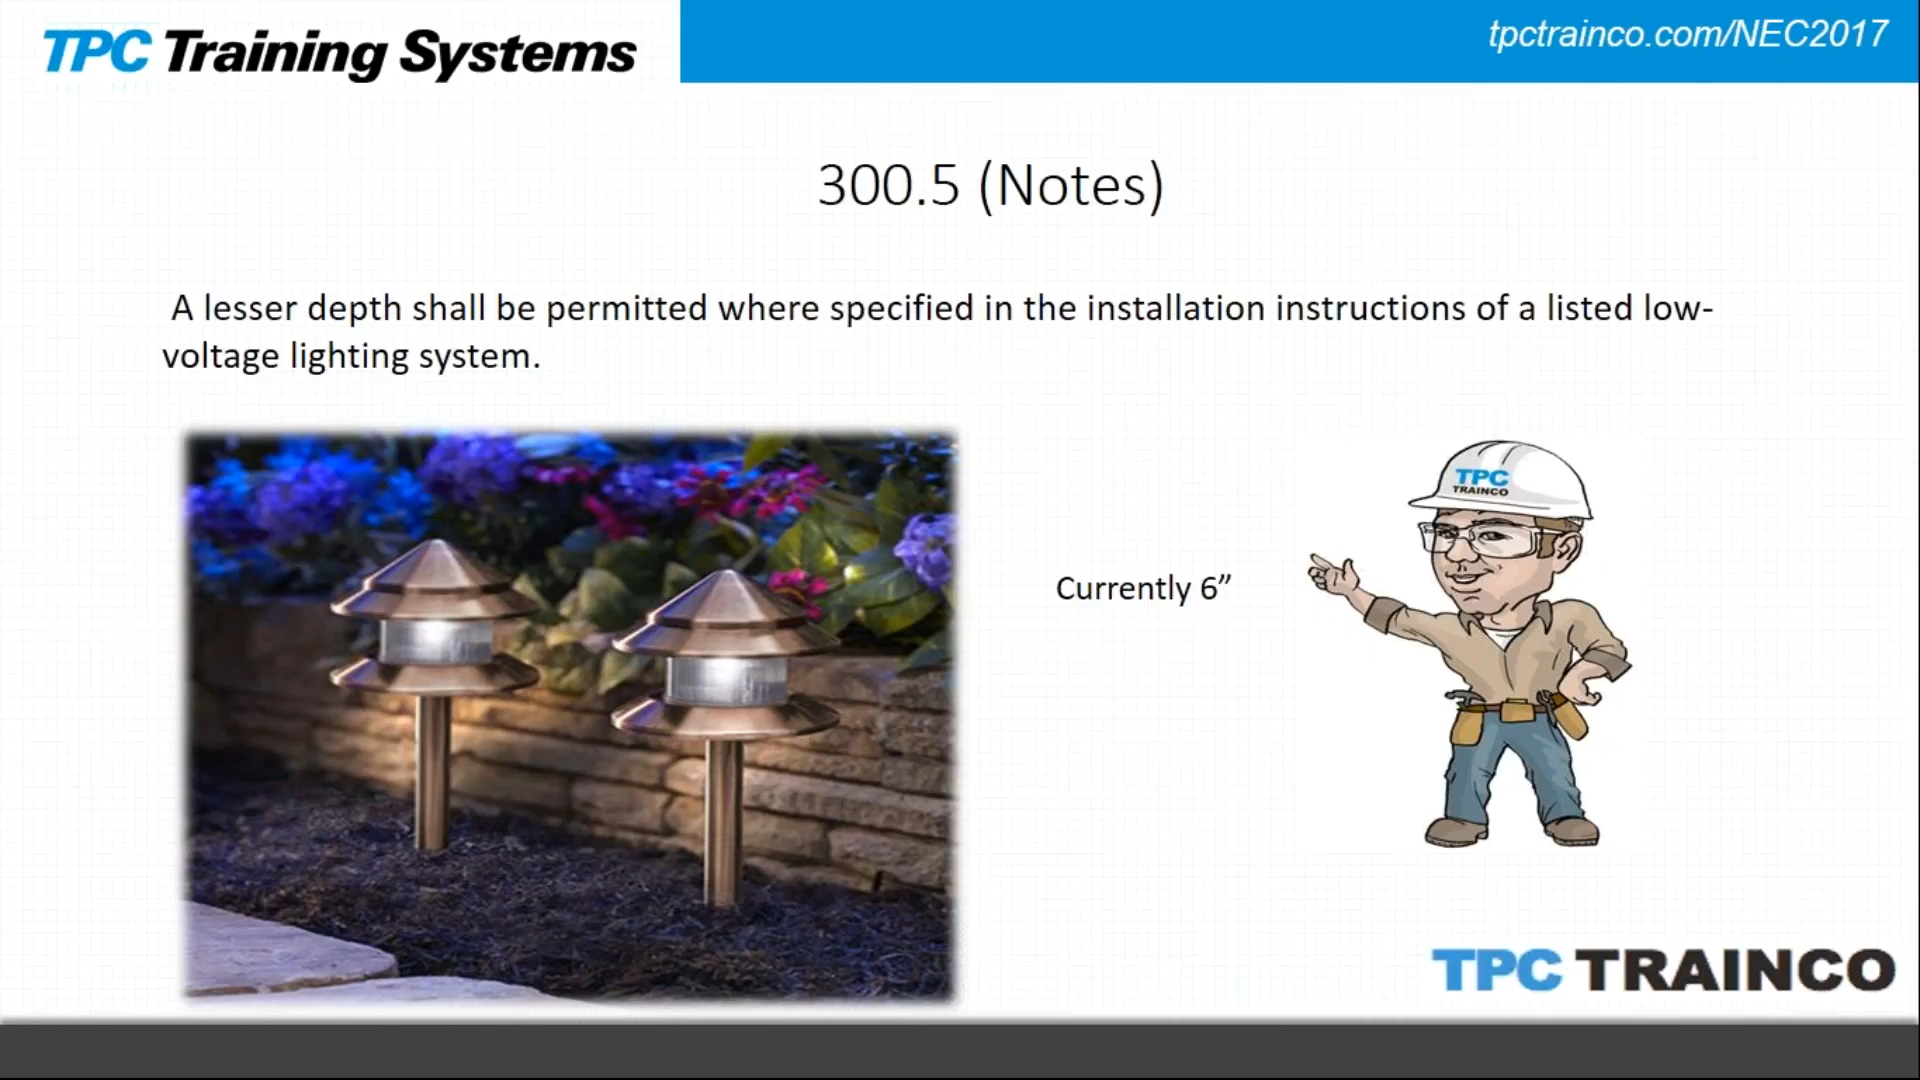 TPC Training Systems
tpctrainco.com/NEC2017
300.5 (Notes)
A lesser depth shall be permitted where specified in the installation instructions of a listed low-
voltage lighting system.
TPC
TRAINCO
Currently 6”
TPC TRAINCO